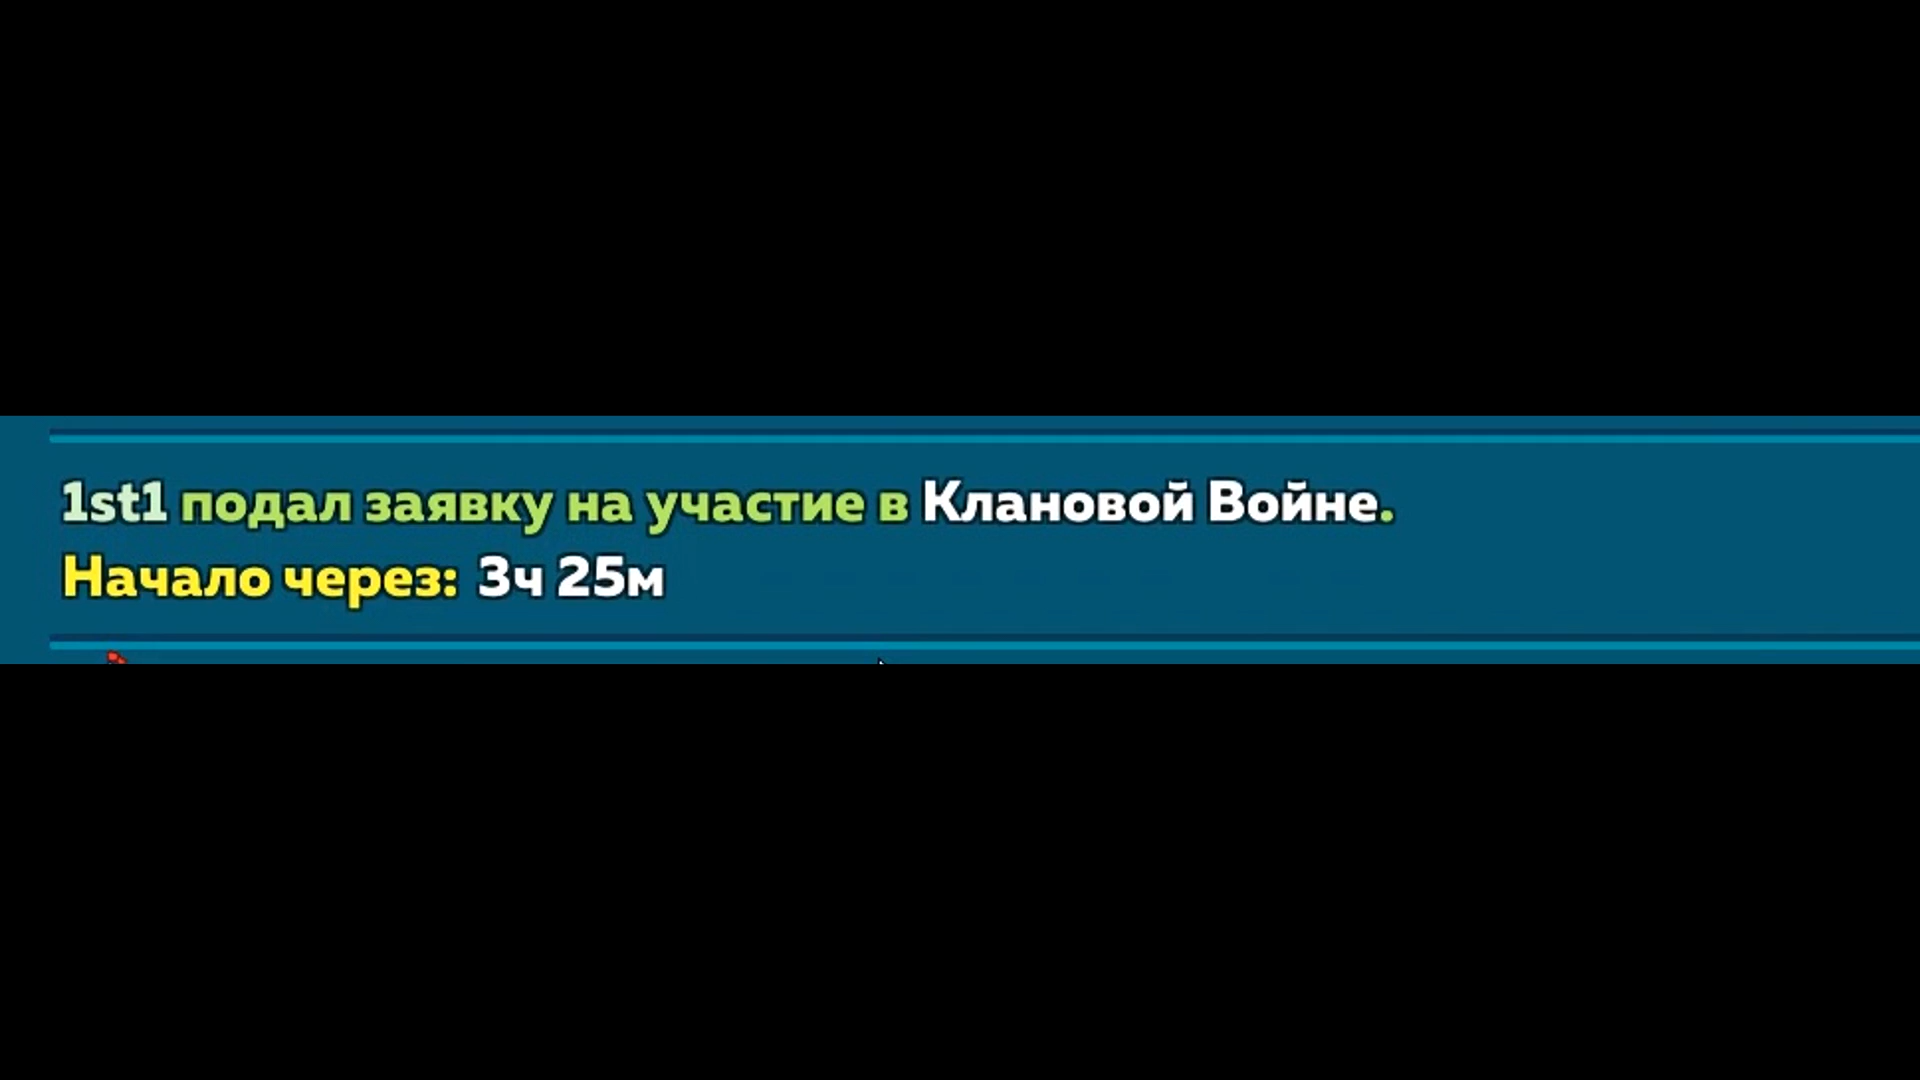 1st1 подал заявку на участие в Клановой Войне.
Начало через: 3ч 25м